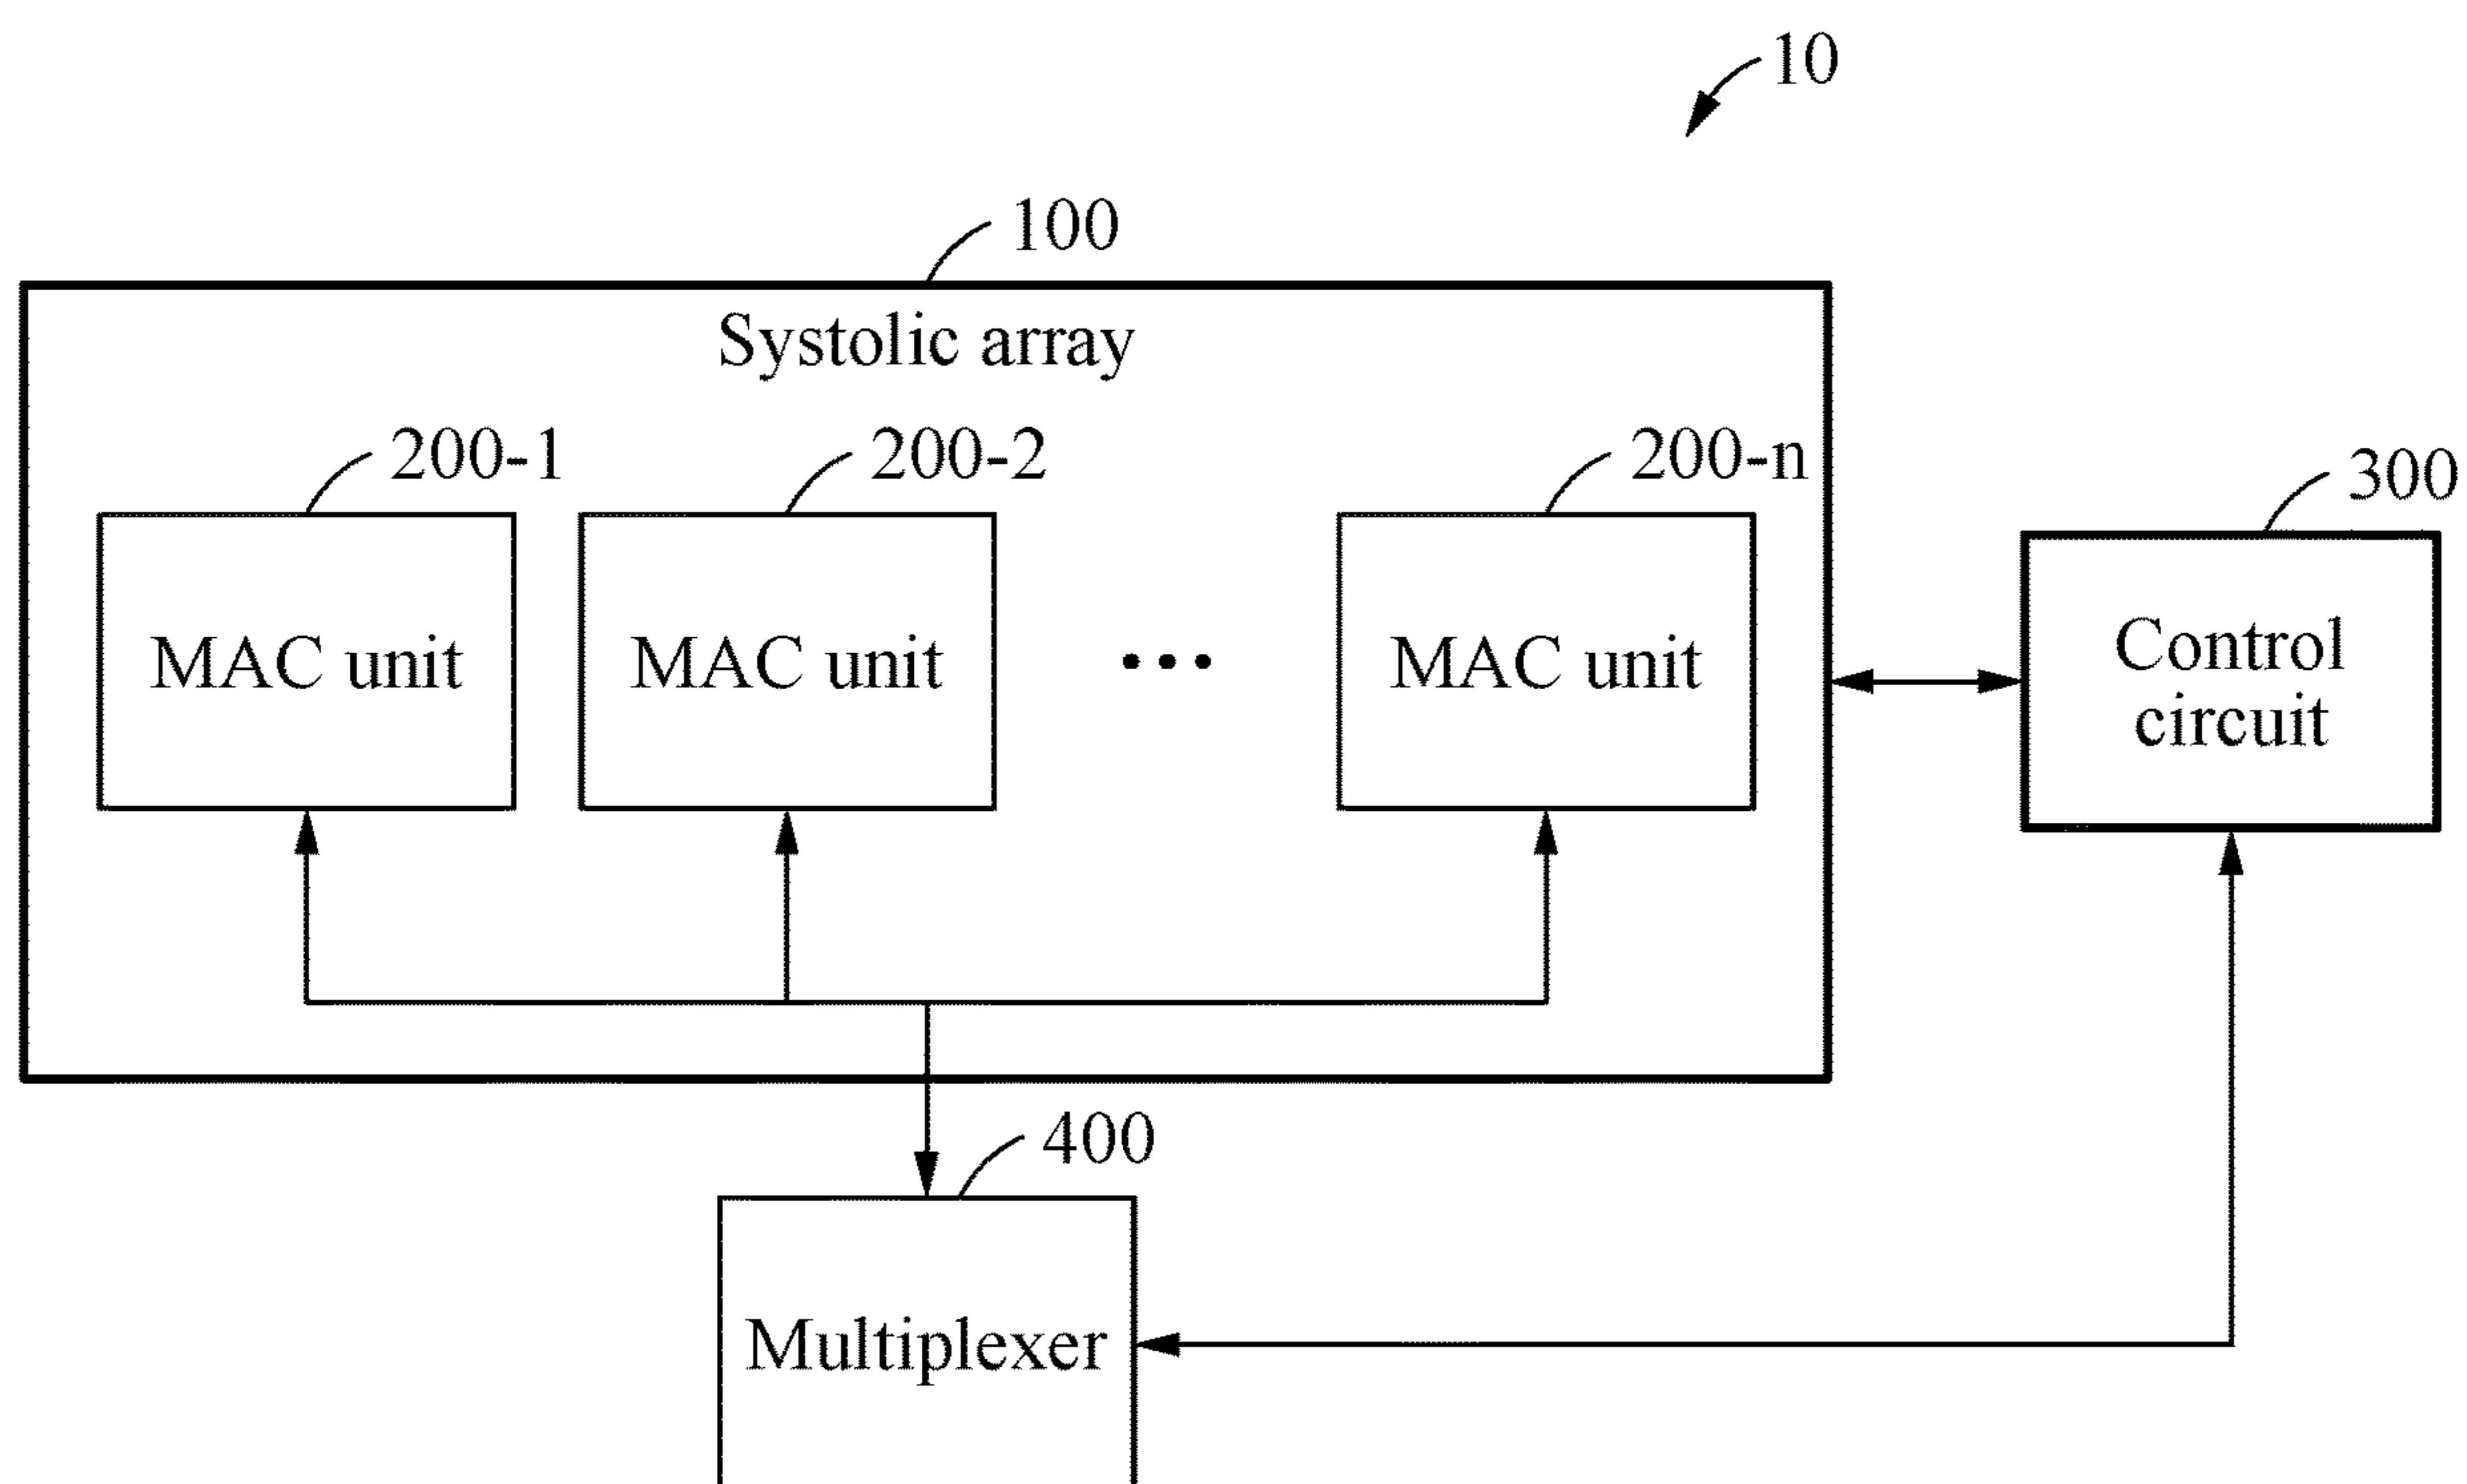 10
100
Systolic array
200-1
200-2
200-n
300
MAC unit
MAC unit
•••
MAC unit
Control
circuit
400
Multiplexer